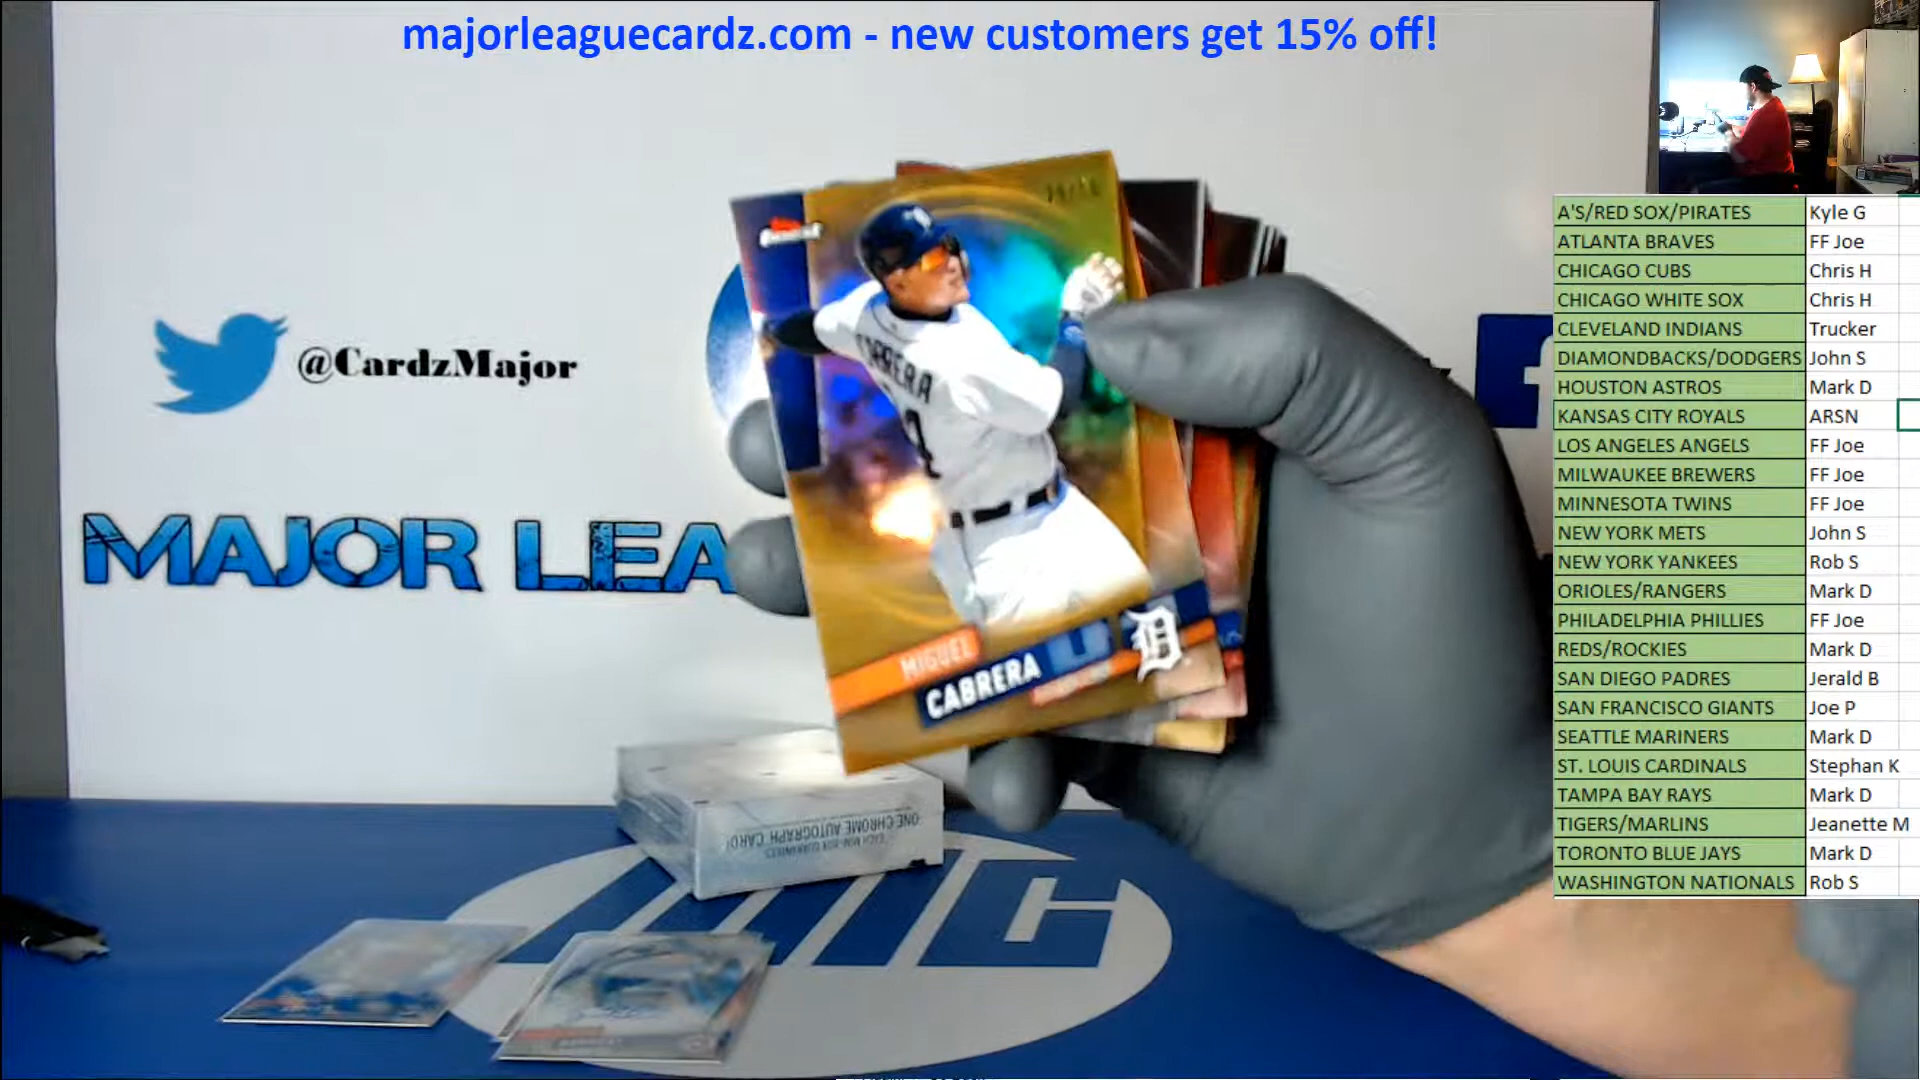 majorleaguecardz.com - new customers get 15% off!
@CardzMajor
MAJOR LEA
CABRERA
MIGUEL
CABRERA
D
ONE CHROME AUTOGRAPH CARD!
A'S/RED SOX/PIRATES Kyle G
ATLANTA BRAVES FF Joe
CHICAGO CUBS Chris H
CHICAGO WHITE SOX Chris H
CLEVELAND INDIANS Trucker
DIAMONDBACKS/DODGERS John S
HOUSTON ASTROS Mark D
KANSAS CITY ROYALS ARSN
LOS ANGELES ANGELS FF Joe
MILWAUKEE BREWERS FF Joe
MINNESOTA TWINS FF Joe
NEW YORK METS John S
NEW YORK YANKEES Rob S
ORIOLES/RANGERS Mark D
PHILADELPHIA PHILLIES FF Joe
REDS/ROCKIES Mark D
SAN DIEGO PADRES Jerald B
SAN FRANCISCO GIANTS Joe P
SEATTLE MARINERS Mark D
ST. LOUIS CARDINALS Stephan K
TAMPA BAY RAYS Mark D
TIGERS/MARLINS Jeanette M
TORONTO BLUE JAYS Mark D
WASHINGTON NATIONALS Rob S